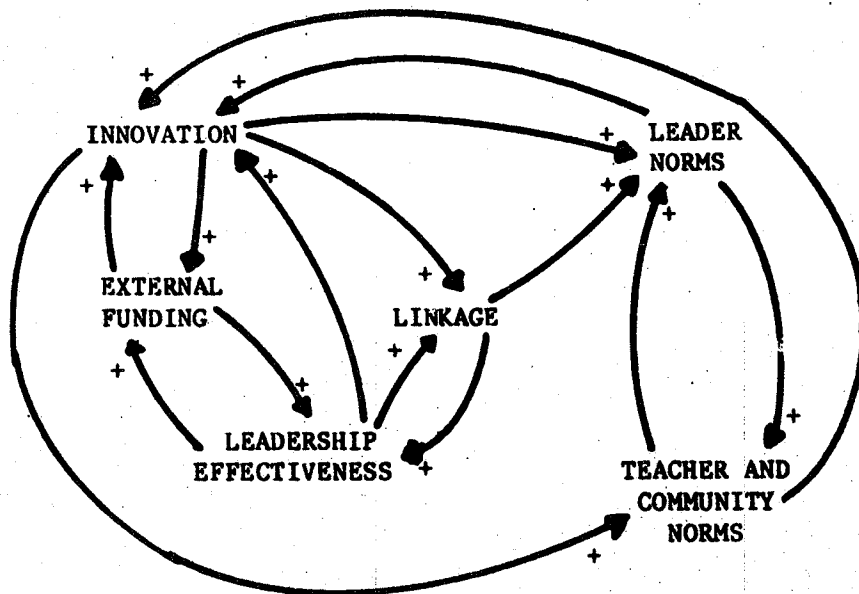 +
+
INNOVATION
+
LEADER
NORMS
+
+
+
+
+
EXTERNAL
FUNDING
+
LINKAGE
+
+
+
LEADERSHIP
EFFECTIVENESS
+
+
TEACHER AND
COMMUNITY
NORMS
+